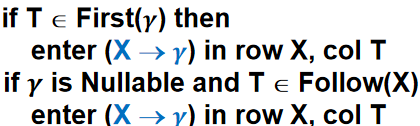 if T ∈ First(γ) then
enter (X → γ) in row X, col T
if γ is Nullable and T ∈ Follow(X)
enter (X → γ) in row X, col T